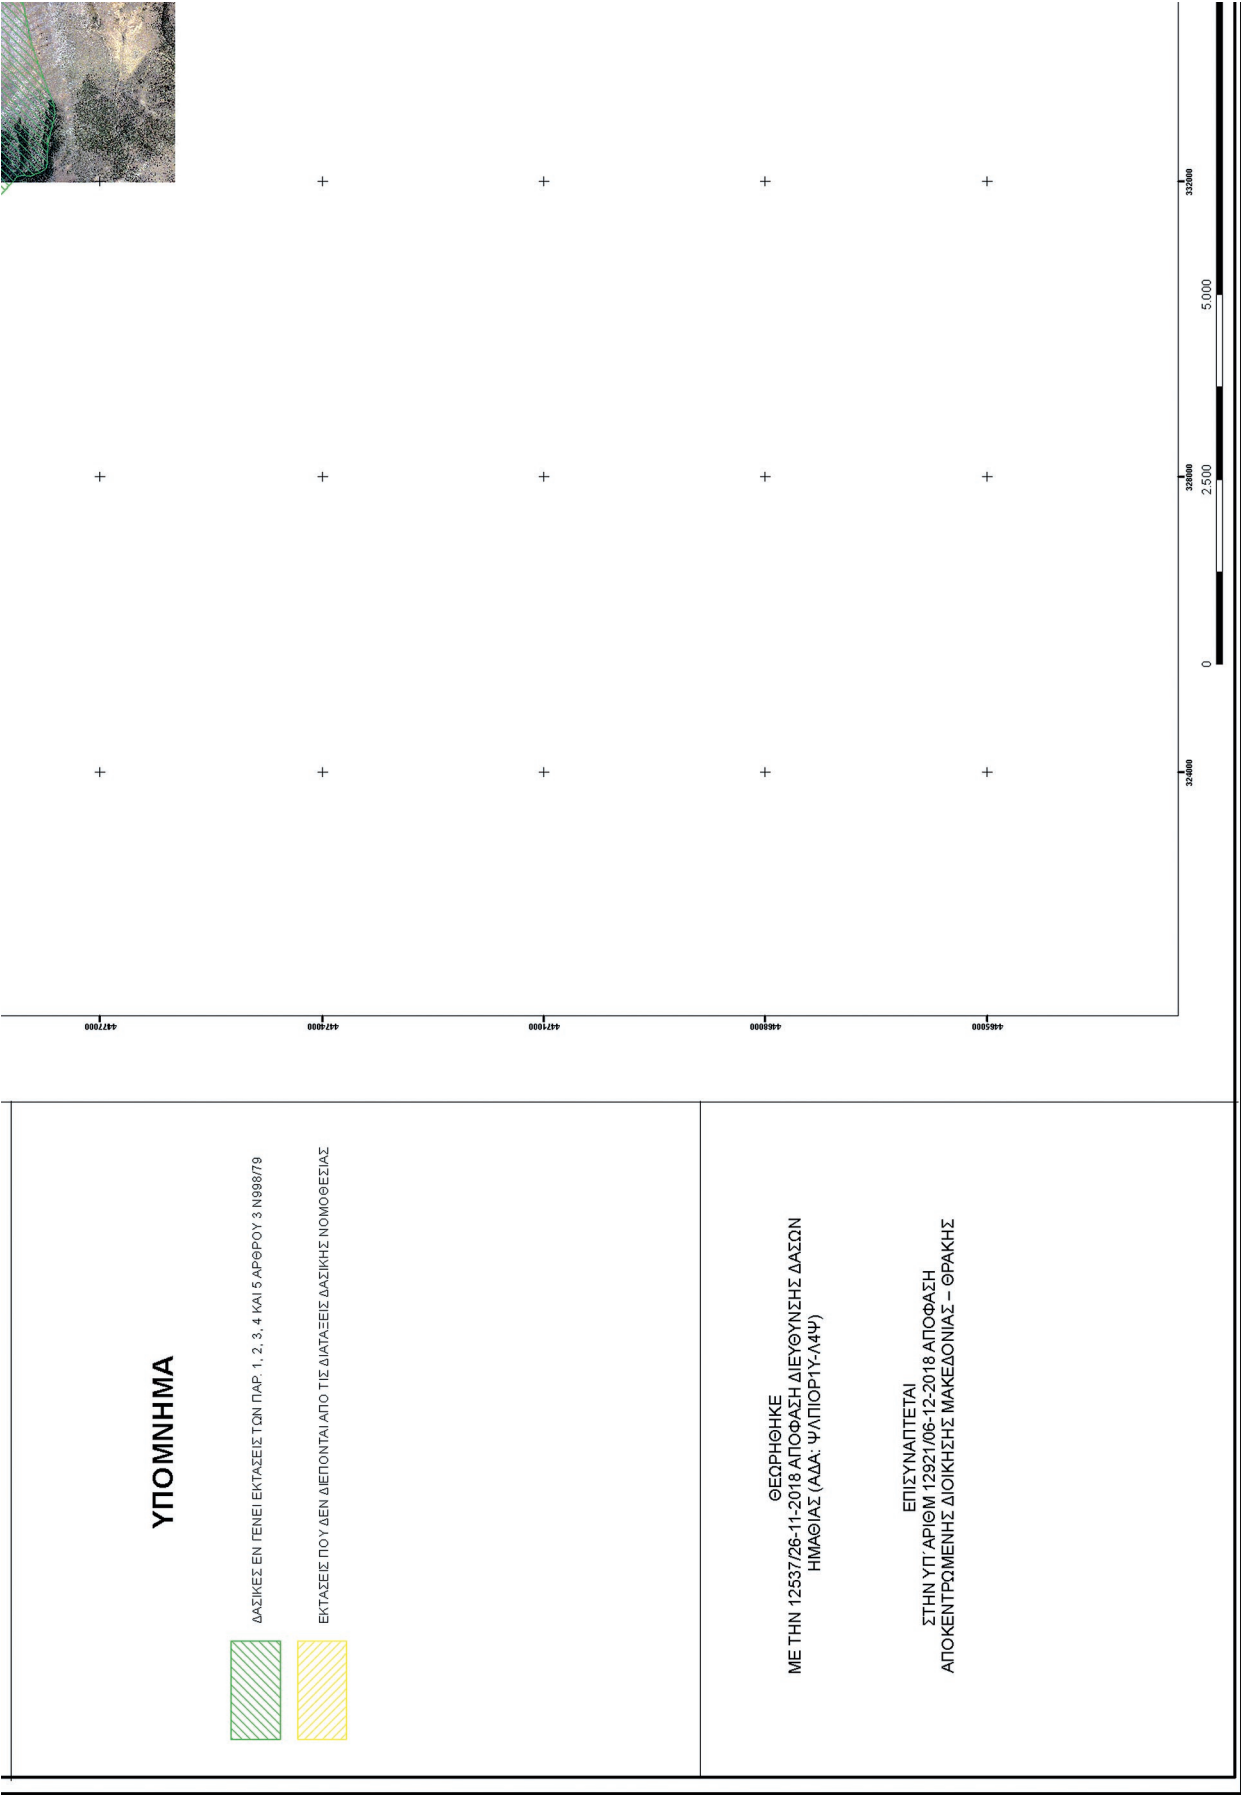 ΥΠΟΜΝΗΜΑ
ΔΑΣΙΚΕΣ ΕΝ ΓΕΝΕΙ ΕΚΤΑΣΕΙΣ ΤΩΝ ΠΑΡ. 1, 2, 3, 4 ΚΑΙ 5 ΑΡΘΡΟΥ 3 Ν998/79
ΕΚΤΑΣΕΙΣ ΠΟΥ ΔΕΝ ΔΙΕΠΟΝΤΑΙ ΑΠΟ ΤΙΣ ΔΙΑΤΑΞΕΙΣ ΔΑΣΙΚΗΣ ΝΟΜΟΘΕΣΙΑΣ
ΘΕΩΡΗΘΗΚΕ
ΜΕ ΤΗΝ 12537/26-11-2018 ΑΠΟΦΑΣΗ ΔΙΕΥΘΥΝΣΗΣ ΔΑΣΩΝ
ΗΜΑΘΙΑΣ (ΑΔΑ: ΨΛΠΙΟΡ1Υ-Λ4Ψ)
ΕΠΙΣΥΝΑΠΤΕΤΑΙ
ΣΤΗΝ ΥΠ΄ΑΡΙΘΜ 12921/06-12-2018 ΑΠΟΦΑΣΗ
ΑΠΟΚΕΝΤΡΩΜΕΝΗΣ ΔΙΟΙΚΗΣΗΣ ΜΑΚΕΔΟΝΙΑΣ – ΘΡΑΚΗΣ
4477000
4474000
4471000
4468000
4465000
324000
328000
332000
0
2.500
5.000